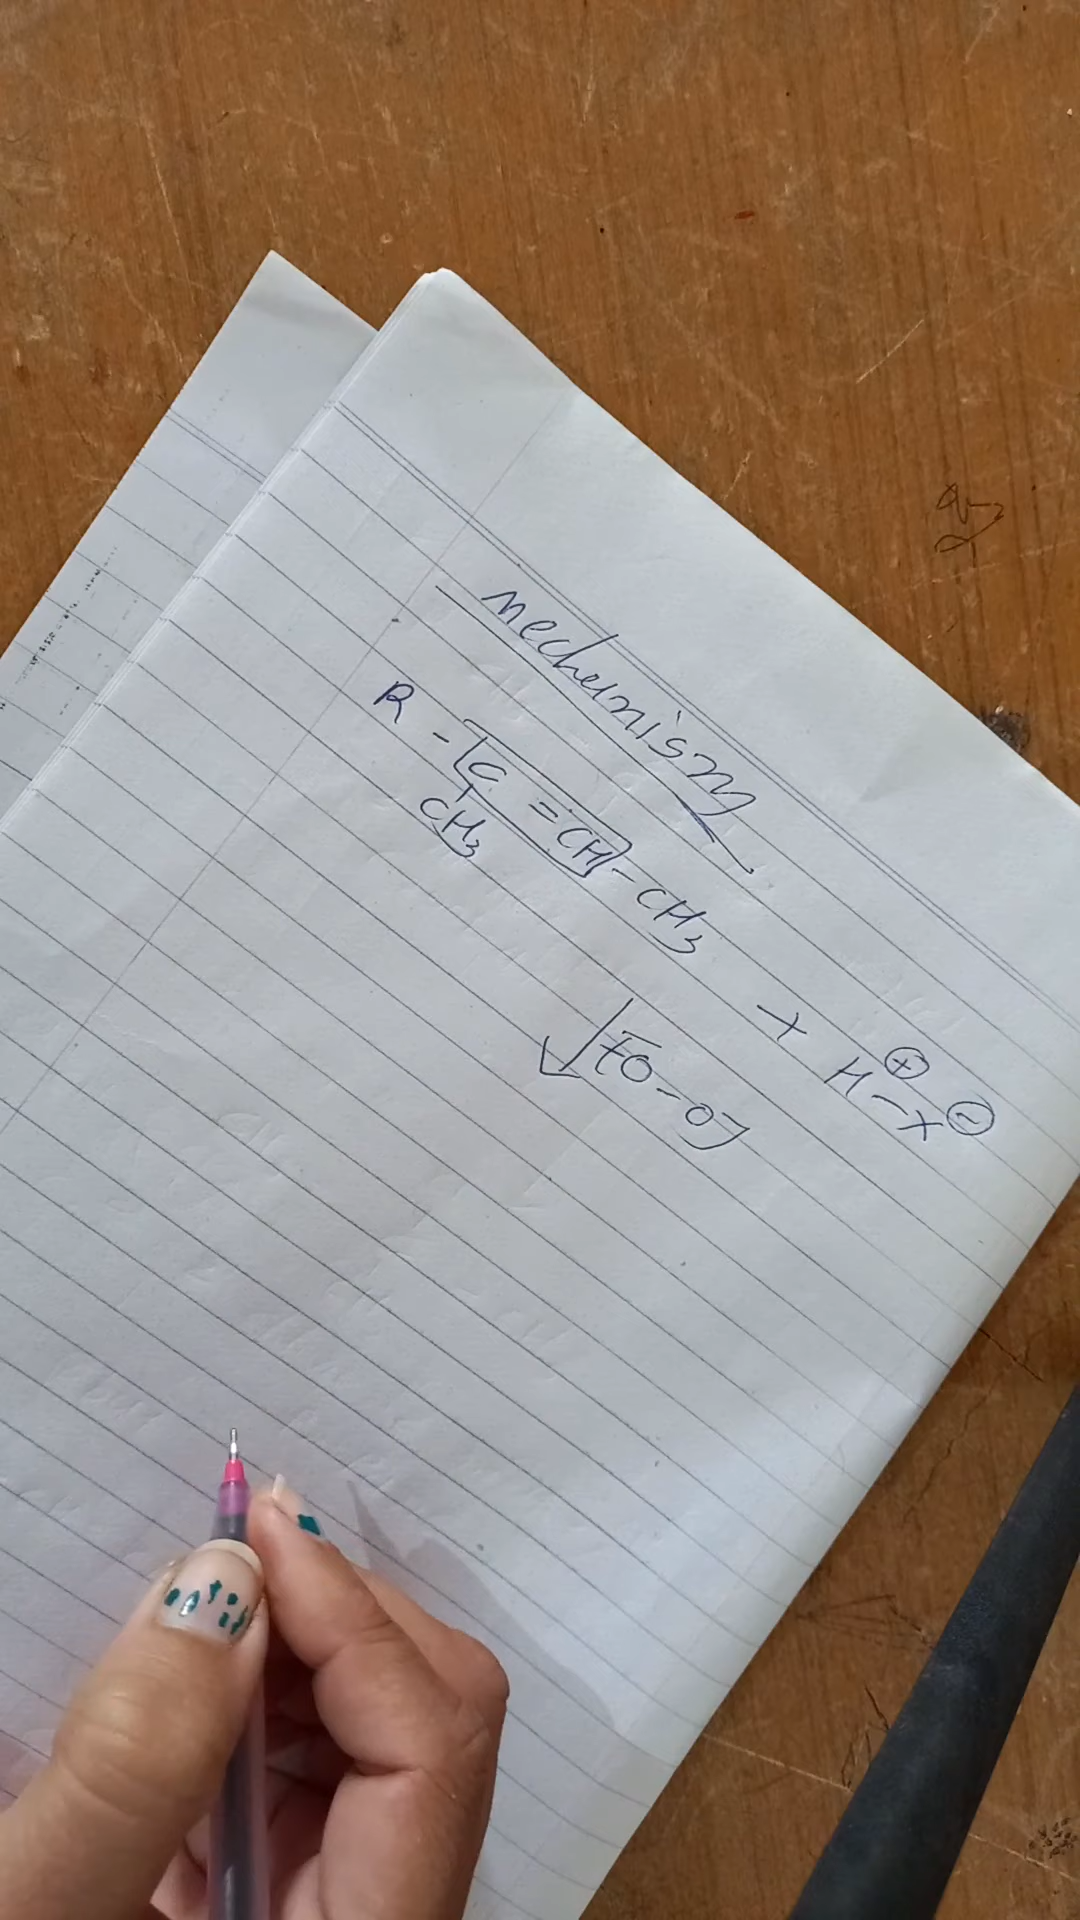 mechanism
R - C = CH - CH3 + H - X
CH3
⊕ ⊖
[O-O]